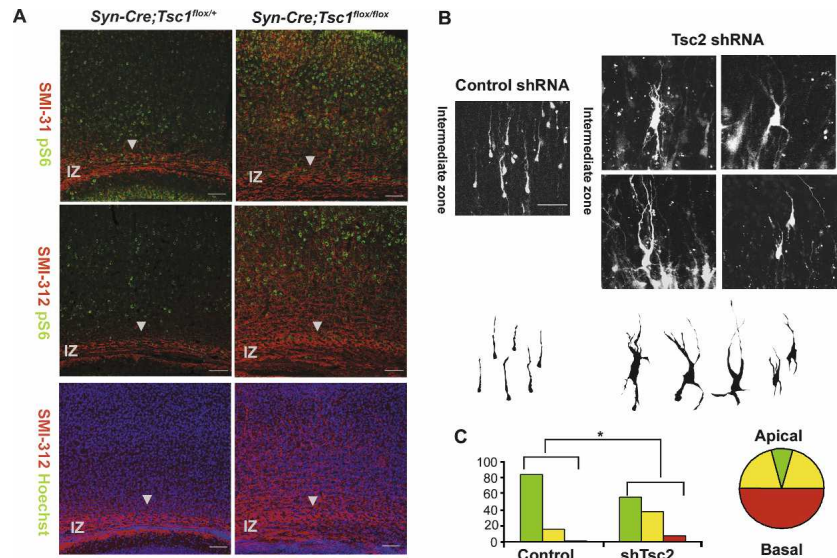 A
Syn-Cre;Tsc1flox/+
Syn-Cre;Tsc1flox/flox
SMI-31 pS6
IZ
IZ
SMI-312 pS6
IZ
IZ
SMI-312 Hoechst
IZ
IZ
B
Tsc2 shRNA
Control shRNA
Intermediate zone
Intermediate zone
C
*
100
80
60
40
20
0
Control
shTsc2
Apical
Basal